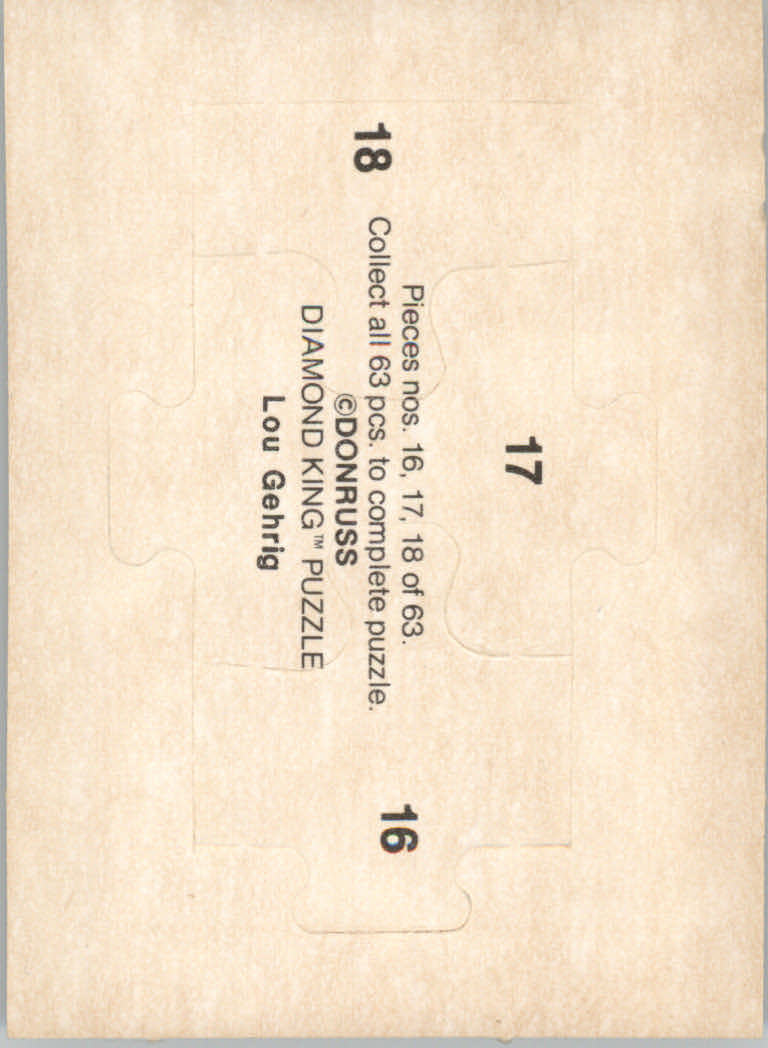 17
Pieces nos. 16, 17, 18 of 63.
18
Collect all 63 pcs. to complete puzzle.
16
©DONRUSS
DIAMOND KING™ PUZZLE
Lou Gehrig